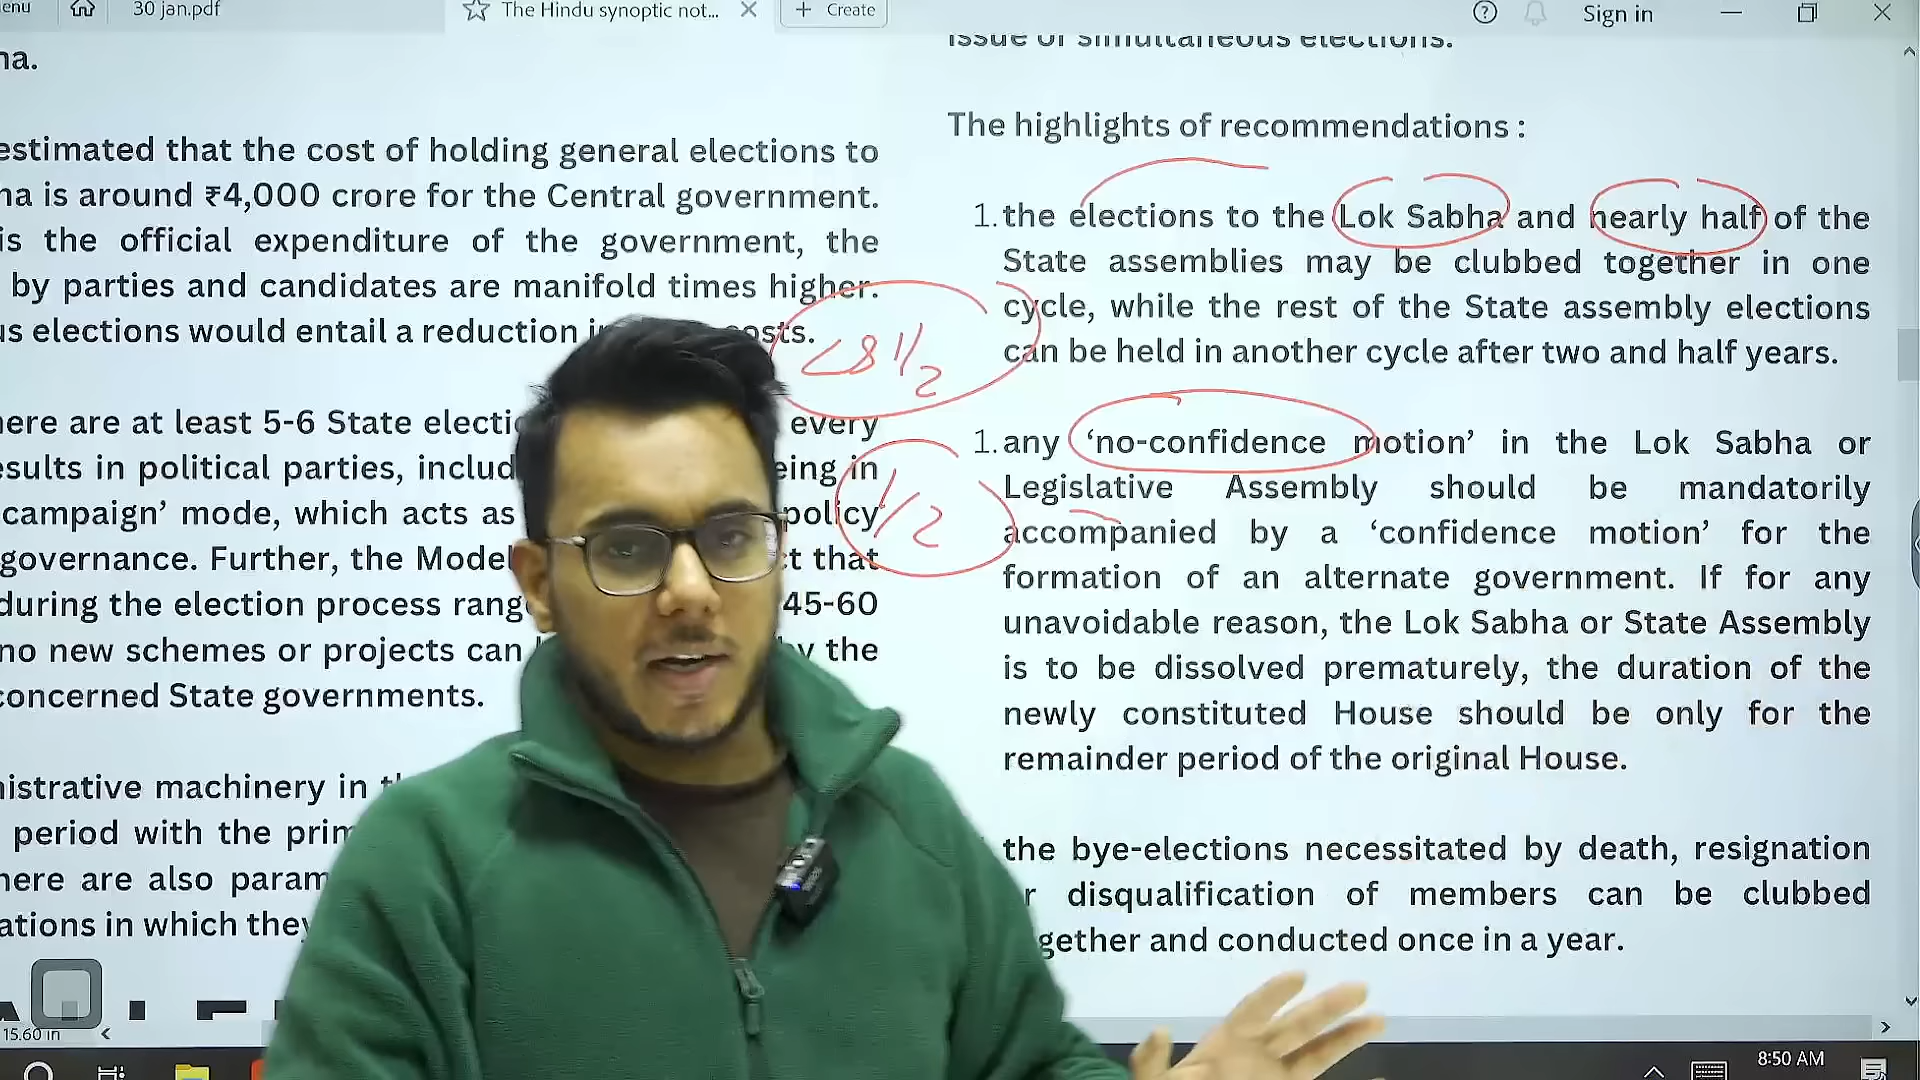 enu
30 jan.pdf
The Hindu synoptic not...
Create
Sign in
na.
estimated that the cost of holding general elections to
na is around ₹4,000 crore for the Central government.
is the official expenditure of the government, the
by parties and candidates are manifold times higher.
us elections would entail a reduction
here are at least 5-6 State every
esults in political parties,
campaign’ mode, which acts as policy
governance. Further, the Model that
during the election process 45-60
no new schemes or projects can the
concerned State governments.
nistrative machinery in
period with the
here are also
ations in which they
15.60 in
issue of simultaneous elections.
The highlights of recommendations :
1. the elections to the Lok Sabha and nearly half of the
State assemblies may be clubbed together in one
cycle, while the rest of the State assembly elections
can be held in another cycle after two and half years.
1. any ‘no-confidence motion’ in the Lok Sabha or
Legislative Assembly should be mandatorily
accompanied by a ‘confidence motion’ for the
formation of an alternate government. If for any
unavoidable reason, the Lok Sabha or State Assembly
is to be dissolved prematurely, the duration of the
newly constituted House should be only for the
remainder period of the original House.
the bye-elections necessitated by death, resignation
r disqualification of members can be clubbed
gether and conducted once in a year.
LS 1/2
1/2
8:50 AM